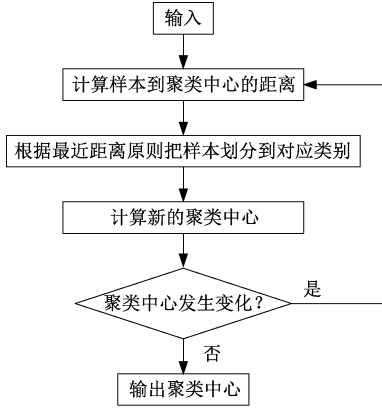 输入
计算样本到聚类中心的距离
根据最近距离原则把样本划分到对应类别
计算新的聚类中心
聚类中心发生变化？
是
否
输出聚类中心